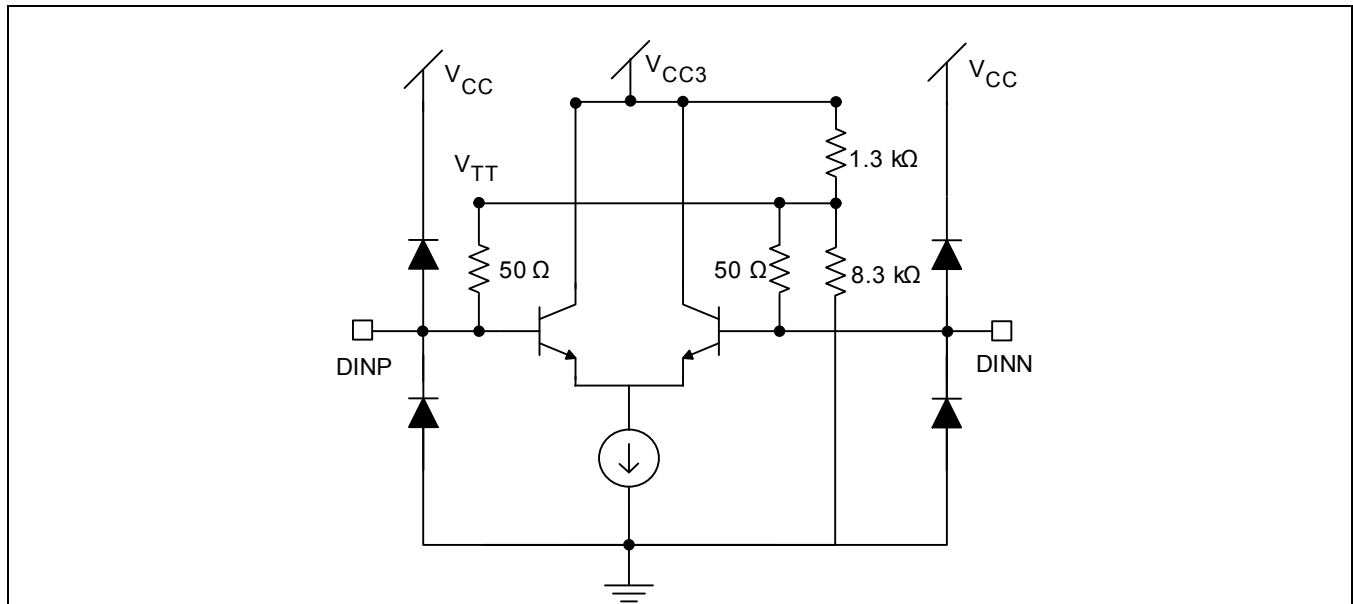 VCC
VCC3
VCC
1.3 kΩ
VTT
50 Ω
50 Ω
8.3 kΩ
DINP
DINN